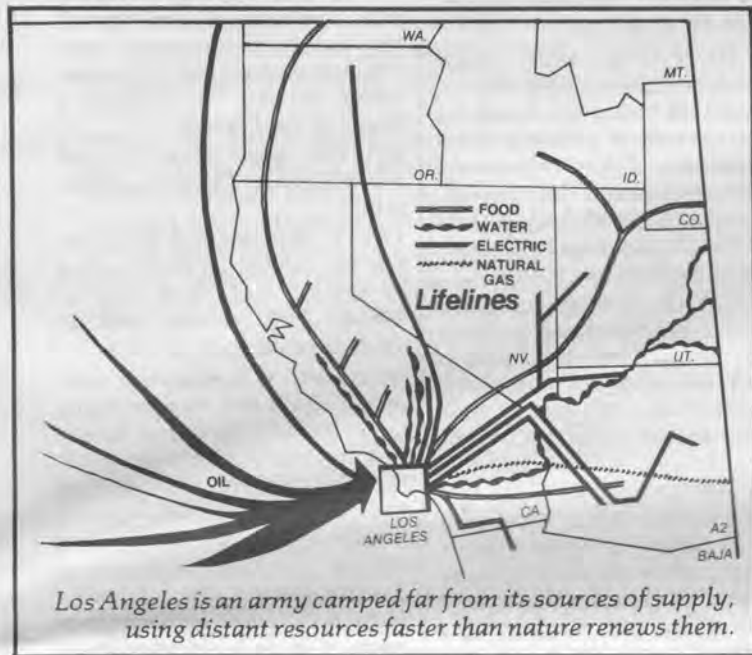 WA.
MT.
OR.
ID.
CO.
FOOD
WATER
ELECTRIC
NATURAL
GAS
Lifelines
NV.
UT.
OIL
LOS
ANGELES
CA.
AZ
BAJA
Los Angeles is an army camped far from its sources of supply,
using distant resources faster than nature renews them.